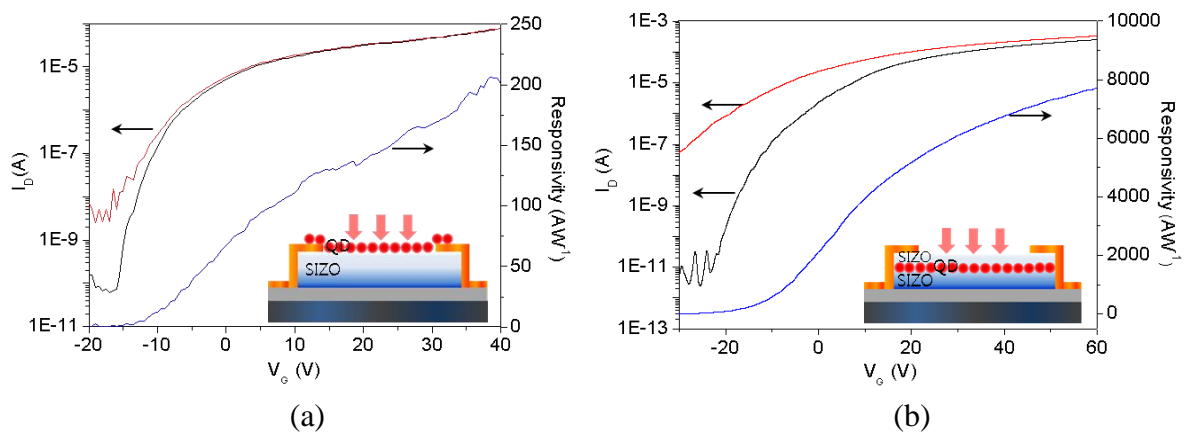 1E-5
1E-7
1E-9
1E-11
I_D (A)
250
200
150
100
50
0
Responsivity (AW⁻¹)
-20
-10
0
10
20
30
40
V_G (V)
QD
SIZO
(a)
1E-3
1E-5
1E-7
1E-9
1E-11
1E-13
I_D (A)
10000
8000
6000
4000
2000
0
Responsivity (AW⁻¹)
-20
0
20
40
60
V_G (V)
SIZO
QD
SIZO
(b)